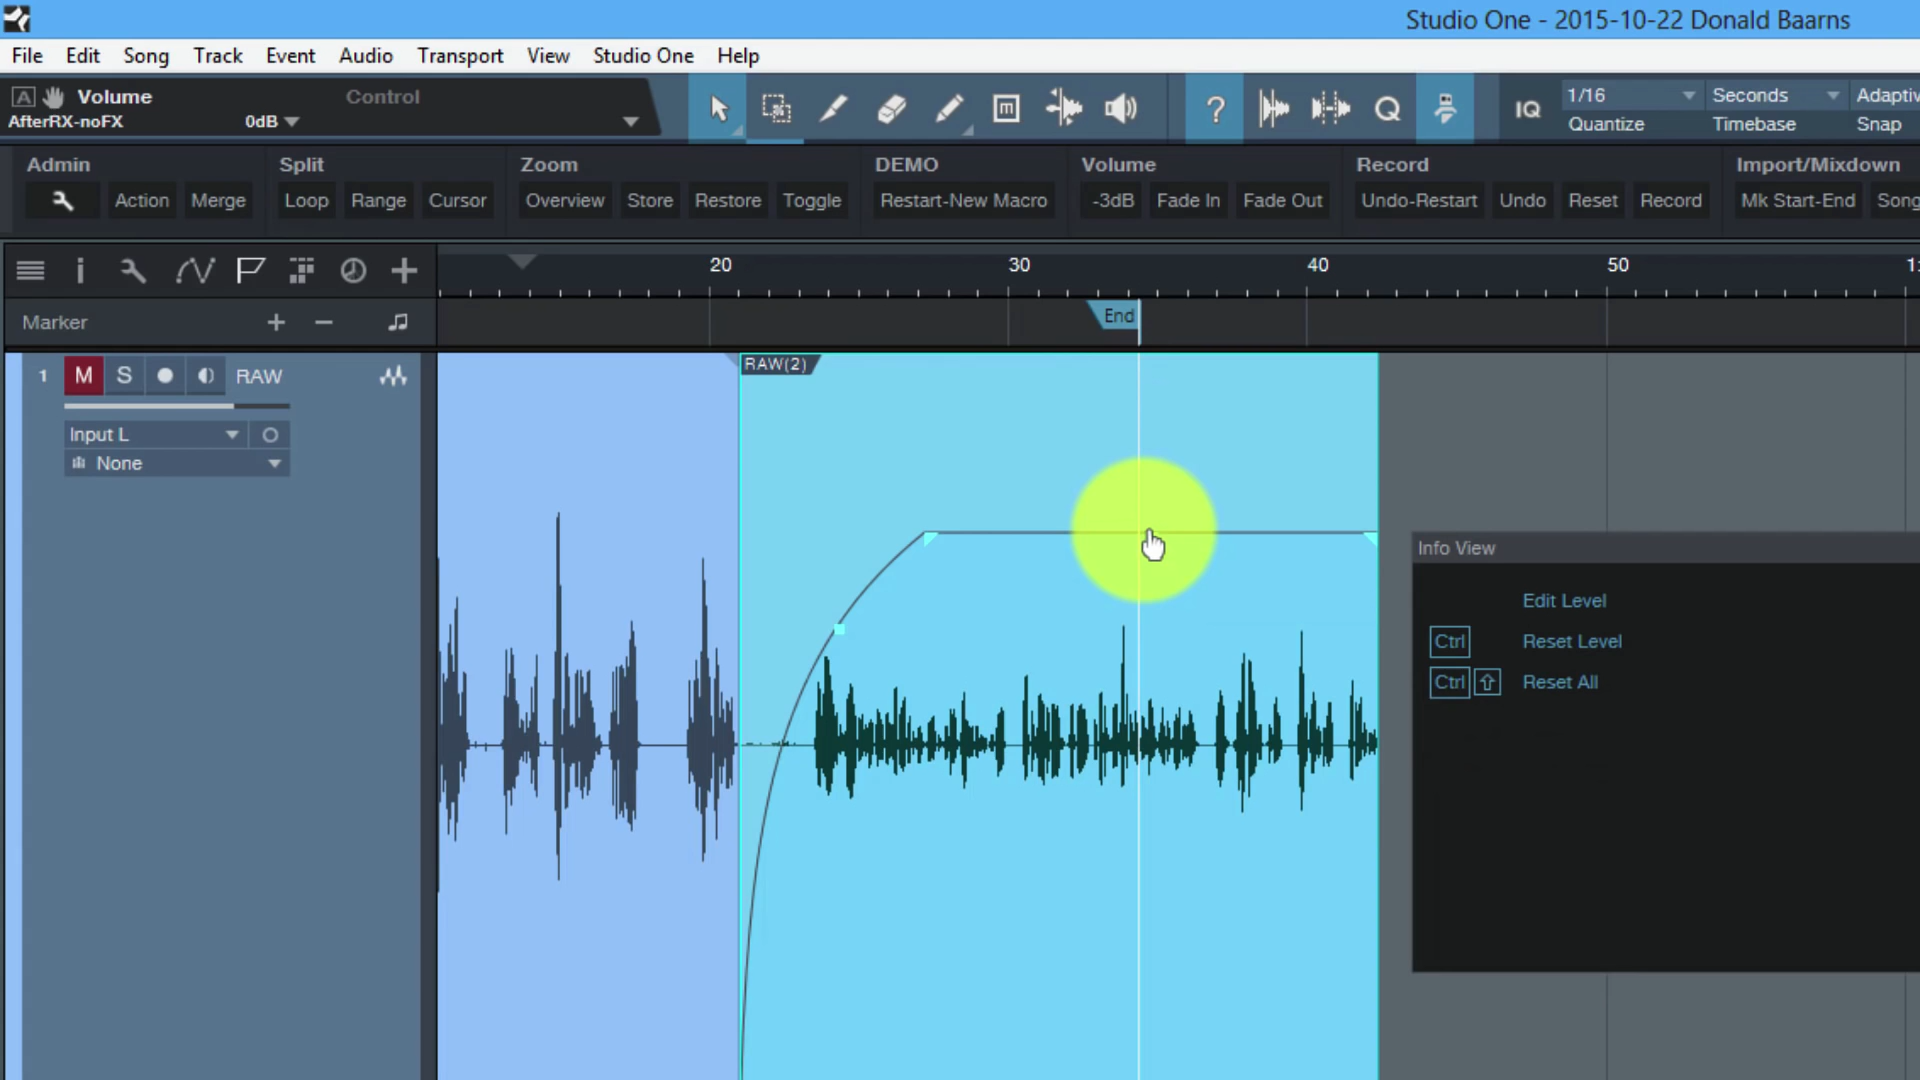 Studio One - 2015-10-22 Donald Baarns
File Edit Song Track Event Audio Transport View Studio One Help
A Volume Control
AfterRX-noFX 0dB
? Q IQ
1/16 Seconds
Quantize Timebase Snap
Admin Split Zoom DEMO Volume Record Import/Mixdown
Action Merge Loop Range Cursor Overview Store Restore Toggle Restart-New Macro -3dB Fade In Fade Out Undo-Restart Undo Reset Record Mk Start-End Song
20 30 40 50
Marker End
1 M S RAW RAW(2)
Input L
None
Info View
Edit Level
Ctrl Reset Level
Ctrl Reset All